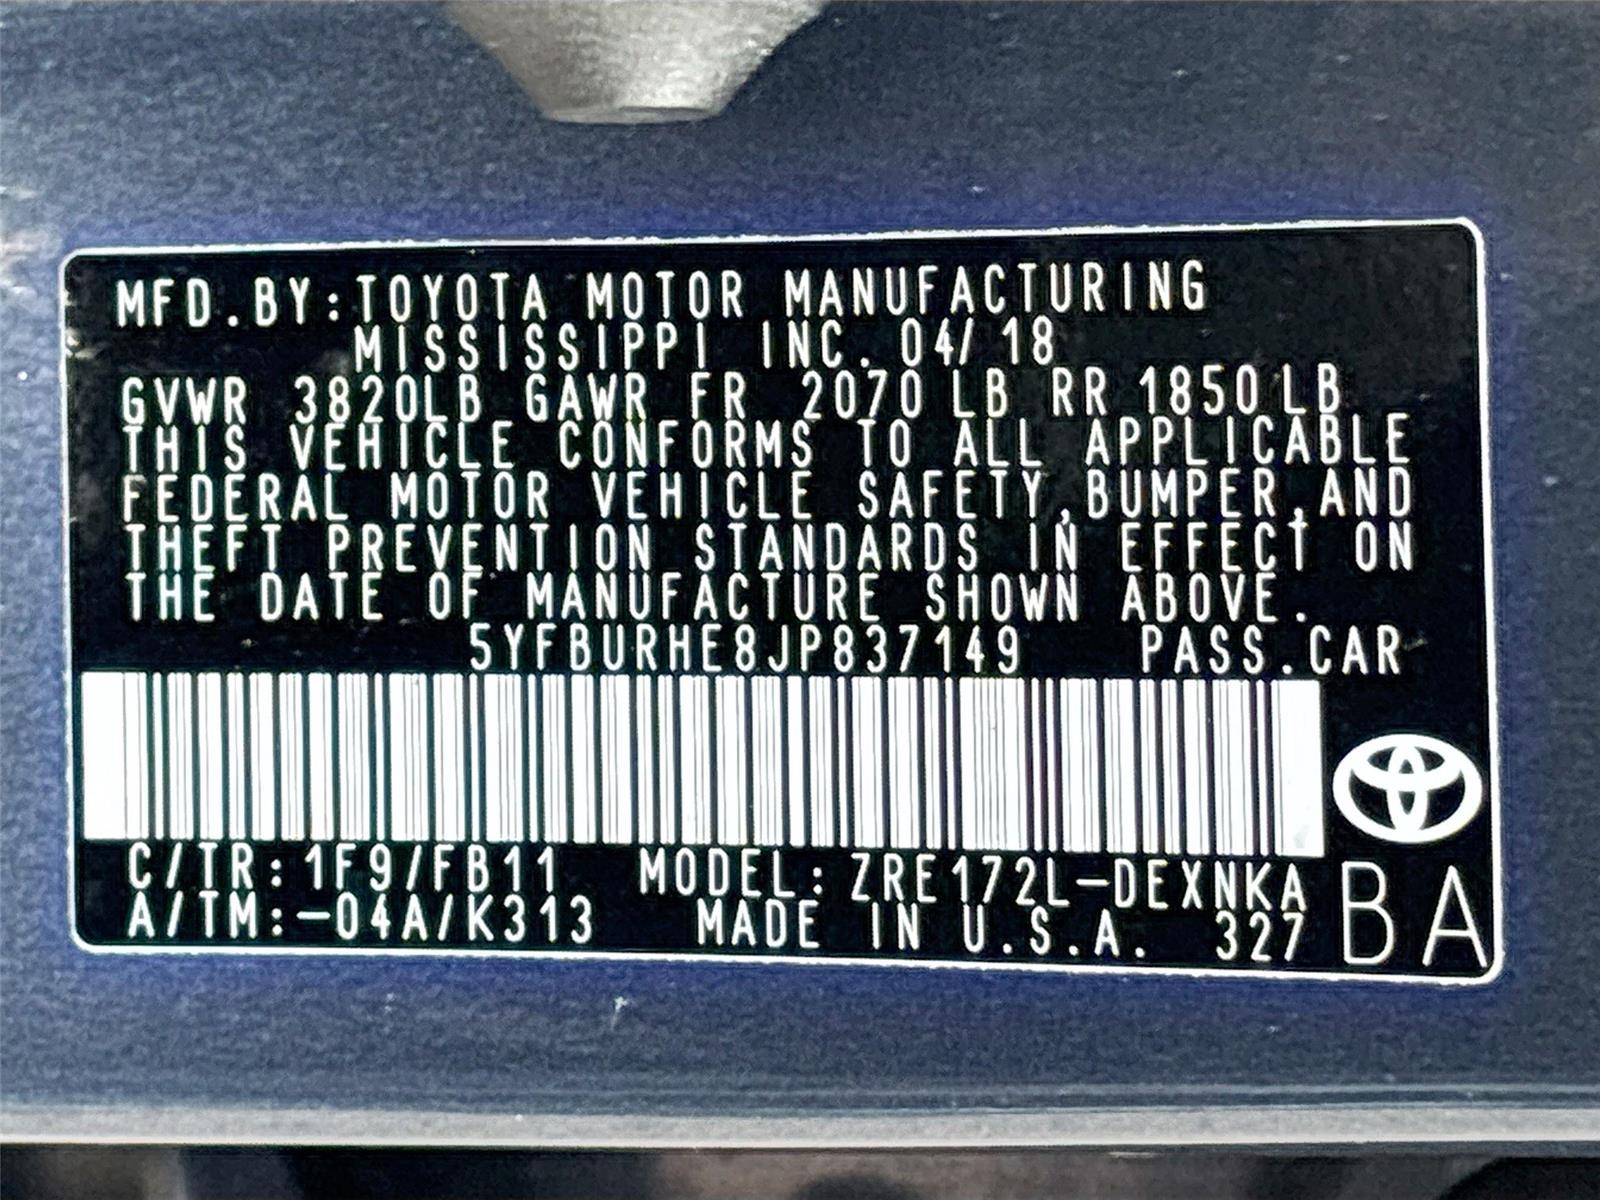 MFD.BY:TOYOTA MOTOR MANUFACTURING
MISSISSIPPI INC. 04/18
GVWR 3820LB GAWR FR 2070 LB RR 1850LB
THIS VEHICLE CONFORMS TO ALL APPLICABLE
FEDERAL MOTOR VEHICLE SAFETY,BUMPER,AND
THEFT PREVENTION STANDARDS IN EFFECT ON
THE DATE OF MANUFACTURE SHOWN ABOVE.
5YFBURHE8JP837149 PASS.CAR
C/TR:1F9/FB11 MODEL:ZRE172L-DEXNKA
A/TM:-04A/K313 MADE IN U.S.A. 327 BA